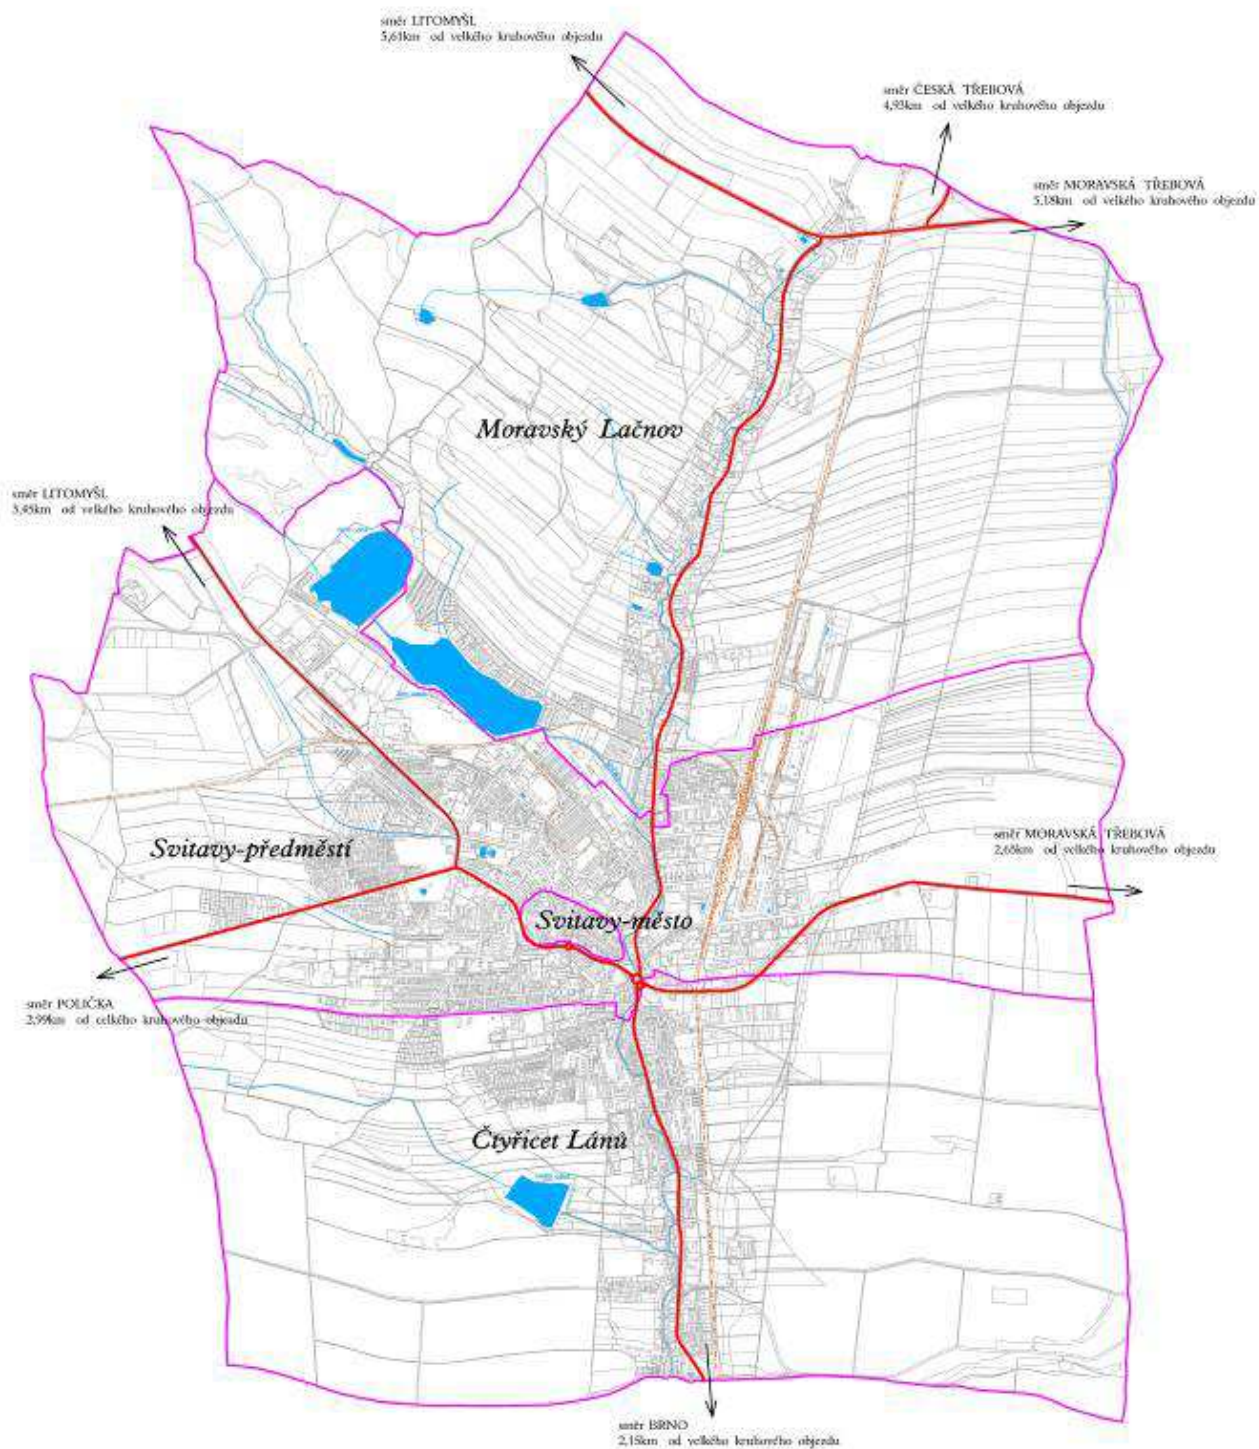 směr LITOMYŠL
5,61km od velkého kruhového objezdu
směr ČESKÁ TŘEBOVÁ
4,93km od velkého kruhového objezdu
směr MORAVSKÁ TŘEBOVÁ
5,18km od velkého kruhového objezdu
Moravský Lačnov
směr LITOMYŠL
3,95km od velkého kruhového objezdu
směr MORAVSKÁ TŘEBOVÁ
2,65km od velkého kruhového objezdu
Svitavy-předměstí
Svitavy-město
směr POLIČKA
2,99km od celkého kruhového objezdu
Čtyřicet Lánů
směr BRNO
2,15km od velkého kruhového objezdu